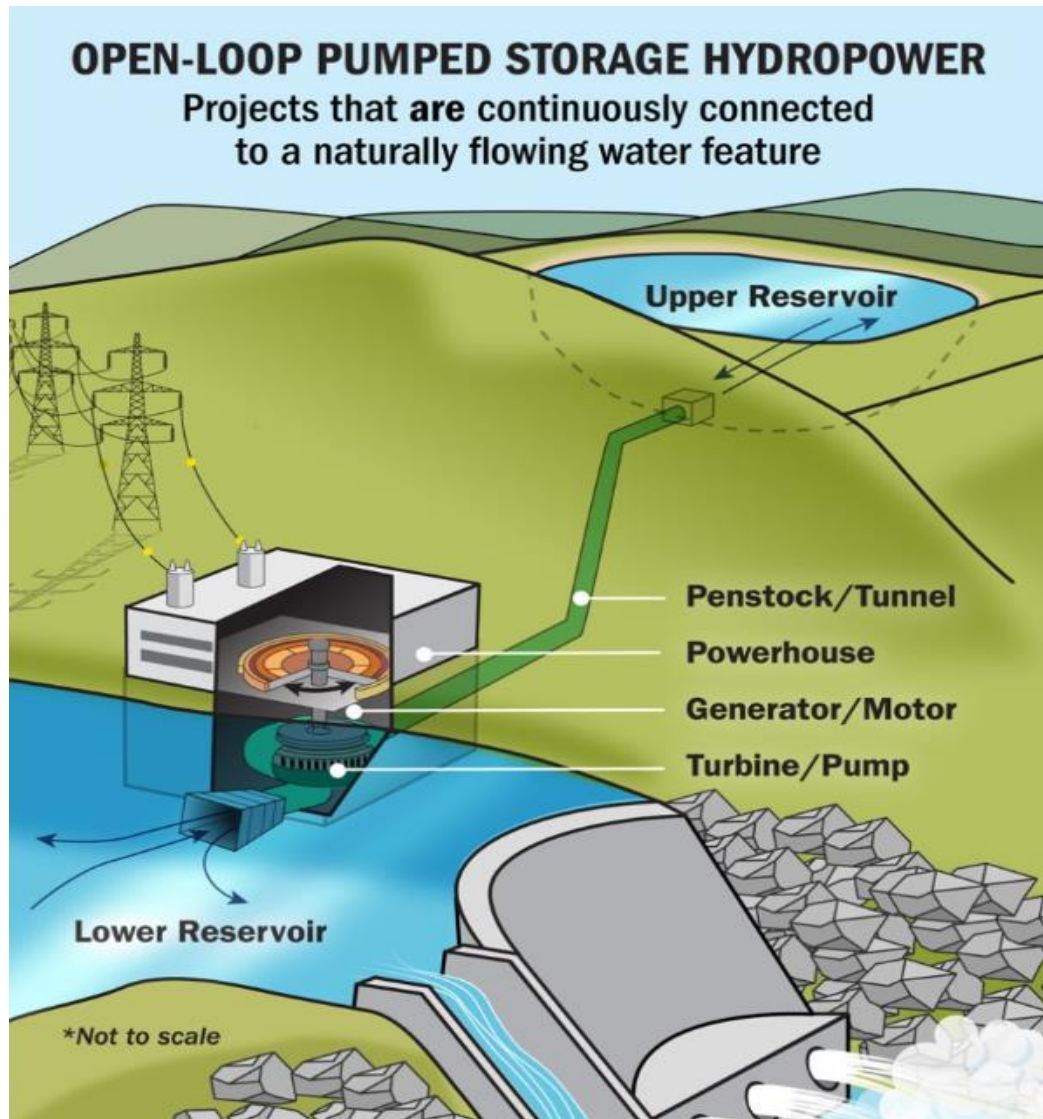 OPEN-LOOP PUMPED STORAGE HYDROPOWER
Projects that are continuously connected
to a naturally flowing water feature
Upper Reservoir
Penstock/Tunnel
Powerhouse
Generator/Motor
Turbine/Pump
Lower Reservoir
*Not to scale